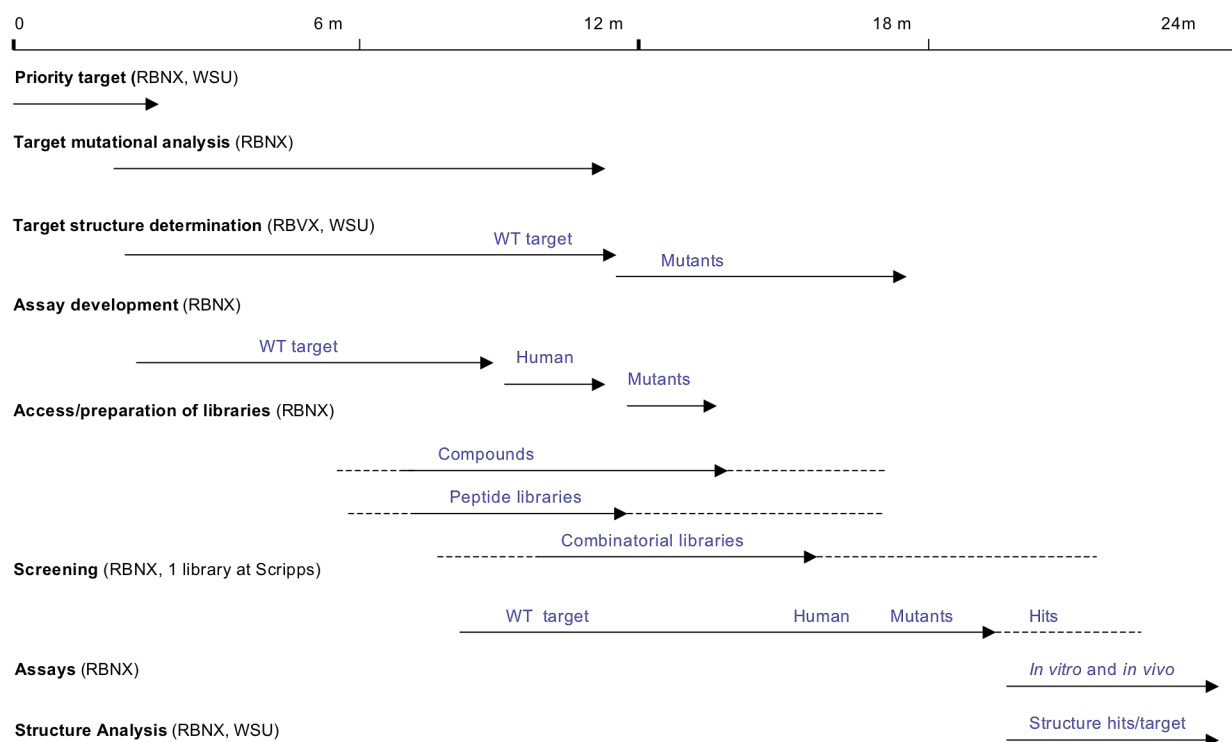 0 6 m 12 m 18 m 24m
Priority target (RBNX, WSU)
Target mutational analysis (RBNX)
Target structure determination (RBVX, WSU)
WT target
Mutants
Assay development (RBNX)
WT target
Human
Mutants
Access/preparation of libraries (RBNX)
Compounds
Peptide libraries
Combinatorial libraries
Screening (RBNX, 1 library at Scripps)
WT target Human Mutants Hits
Assays (RBNX)
In vitro and in vivo
Structure Analysis (RBNX, WSU)
Structure hits/target